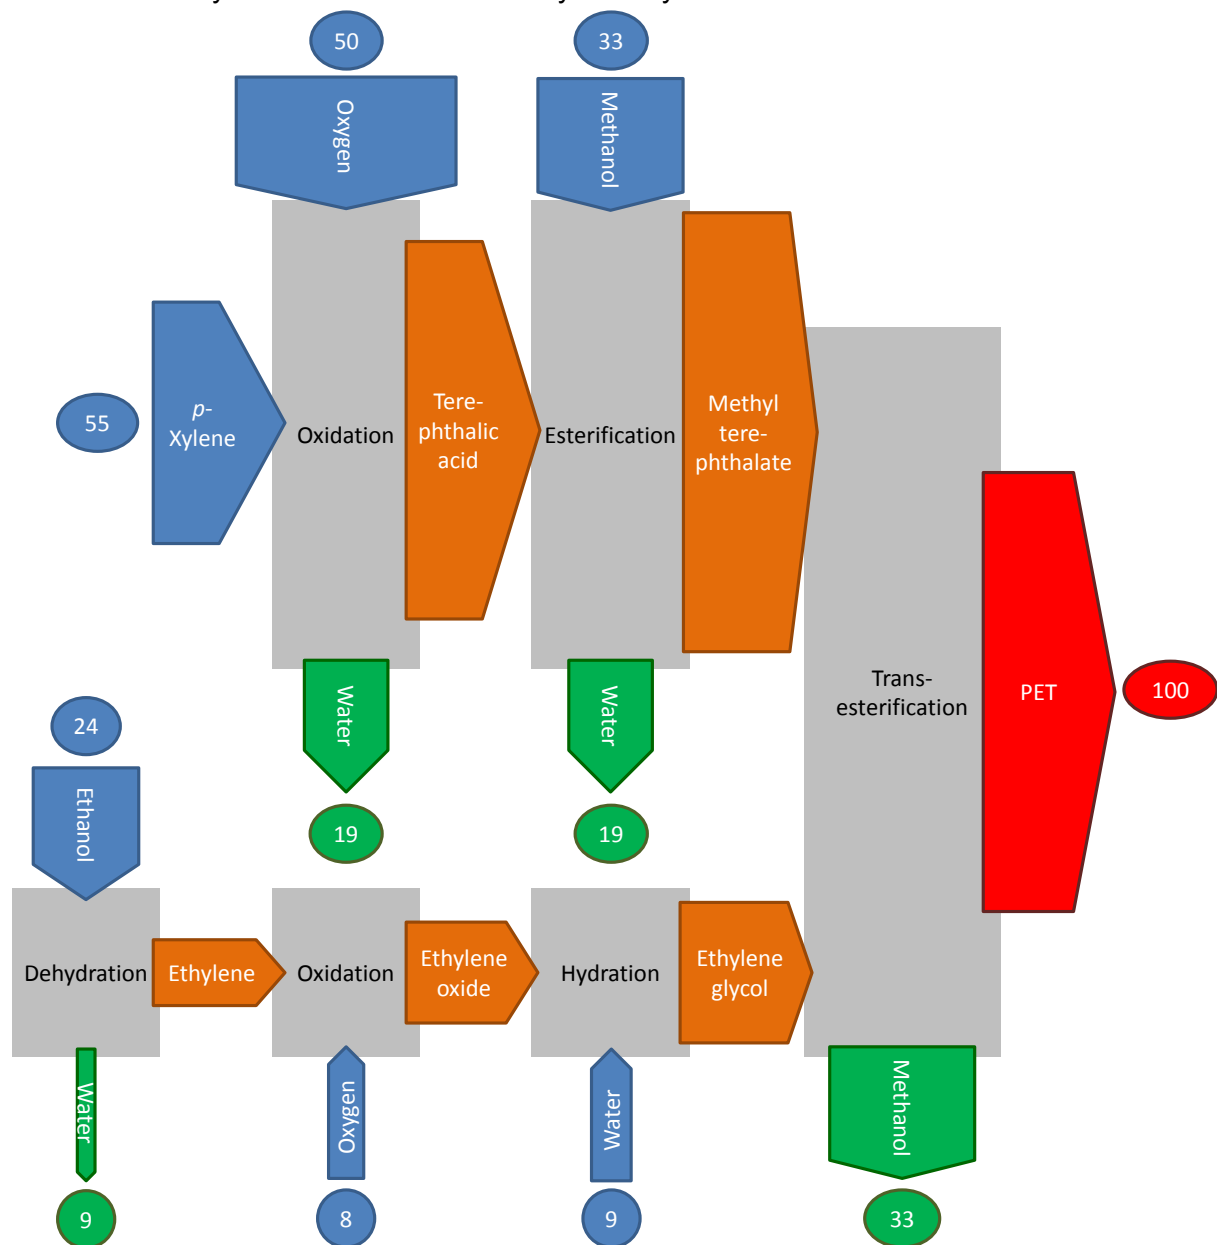 50
33
Oxygen
Methanol
55
p-
Xylene
Oxidation
Tere-
phthalic
acid
Esterification
Methyl
tere-
phthalate
Trans-
esterification
PET
100
Water
Water
24
Ethanol
19
19
Dehydration
Ethylene
Oxidation
Ethylene
oxide
Hydration
Ethylene
glycol
Water
Oxygen
Water
Methanol
9
8
9
33